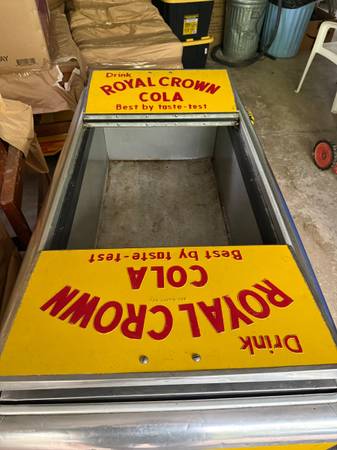 Drink
ROYAL CROWN
COLA
Best by taste-test
Drink
ROYAL CROWN
COLA
Best by taste-test